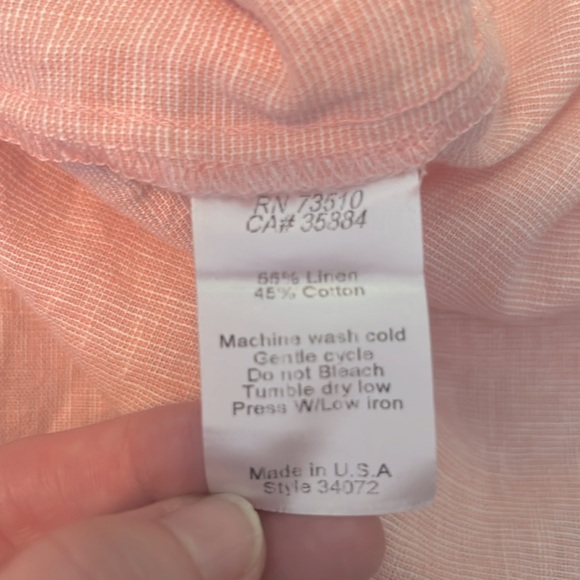 RN 73510
CA# 35884
55% Linen
45% Cotton
Machine wash cold
Gentle cycle
Do not Bleach
Tumble dry low
Press W/Low iron
Made in U.S.A
Style 34072